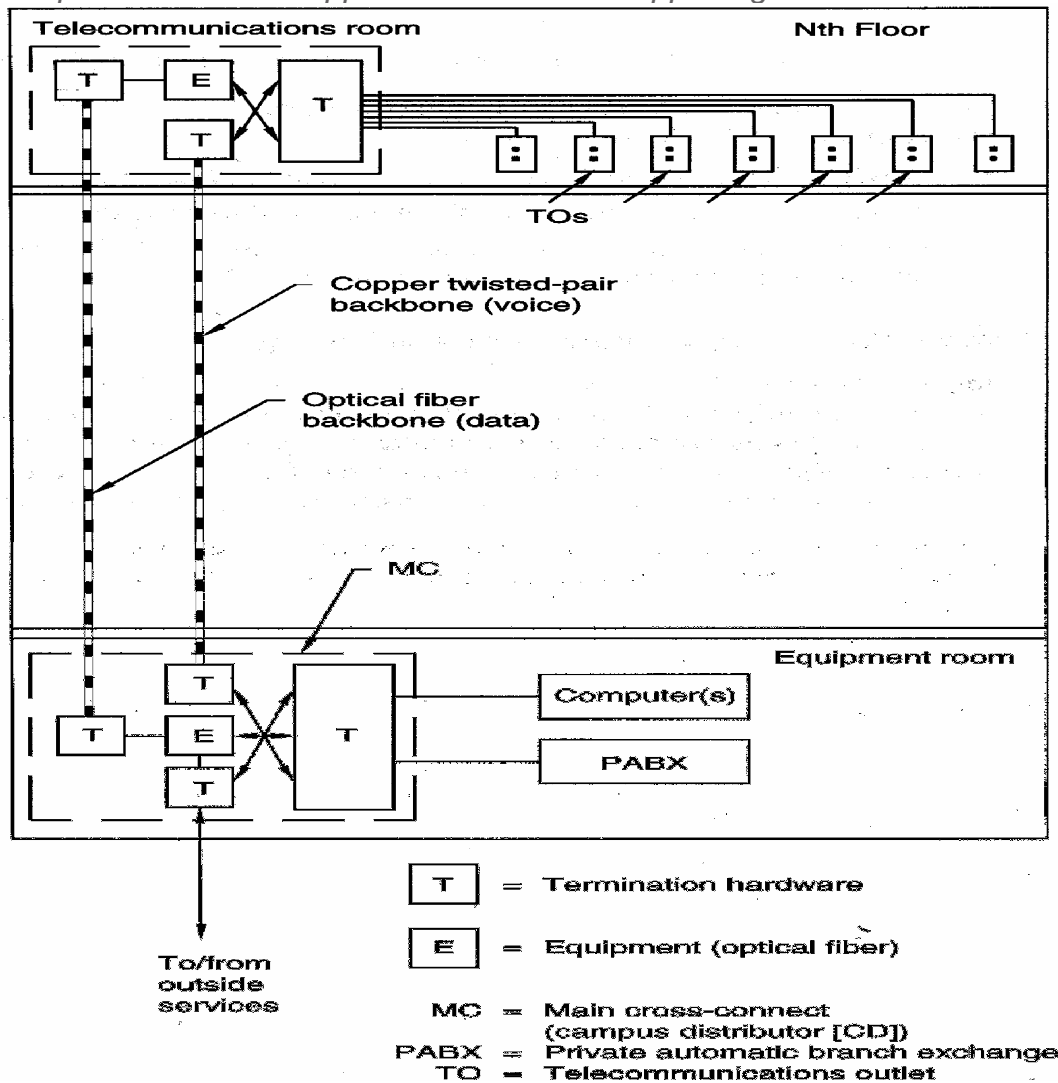 Telecommunications room
Nth Floor
T
E
T
T
TOs
Copper twisted-pair
backbone (voice)
Optical fiber
backbone (data)
MC
Equipment room
T
T
E
T
T
Computer(s)
PABX
To/from
outside
services
T = Termination hardware
E = Equipment (optical fiber)
MC = Main cross-connect
(campus distributor [CD])
PABX = Private automatic branch exchange
TO = Telecommunications outlet